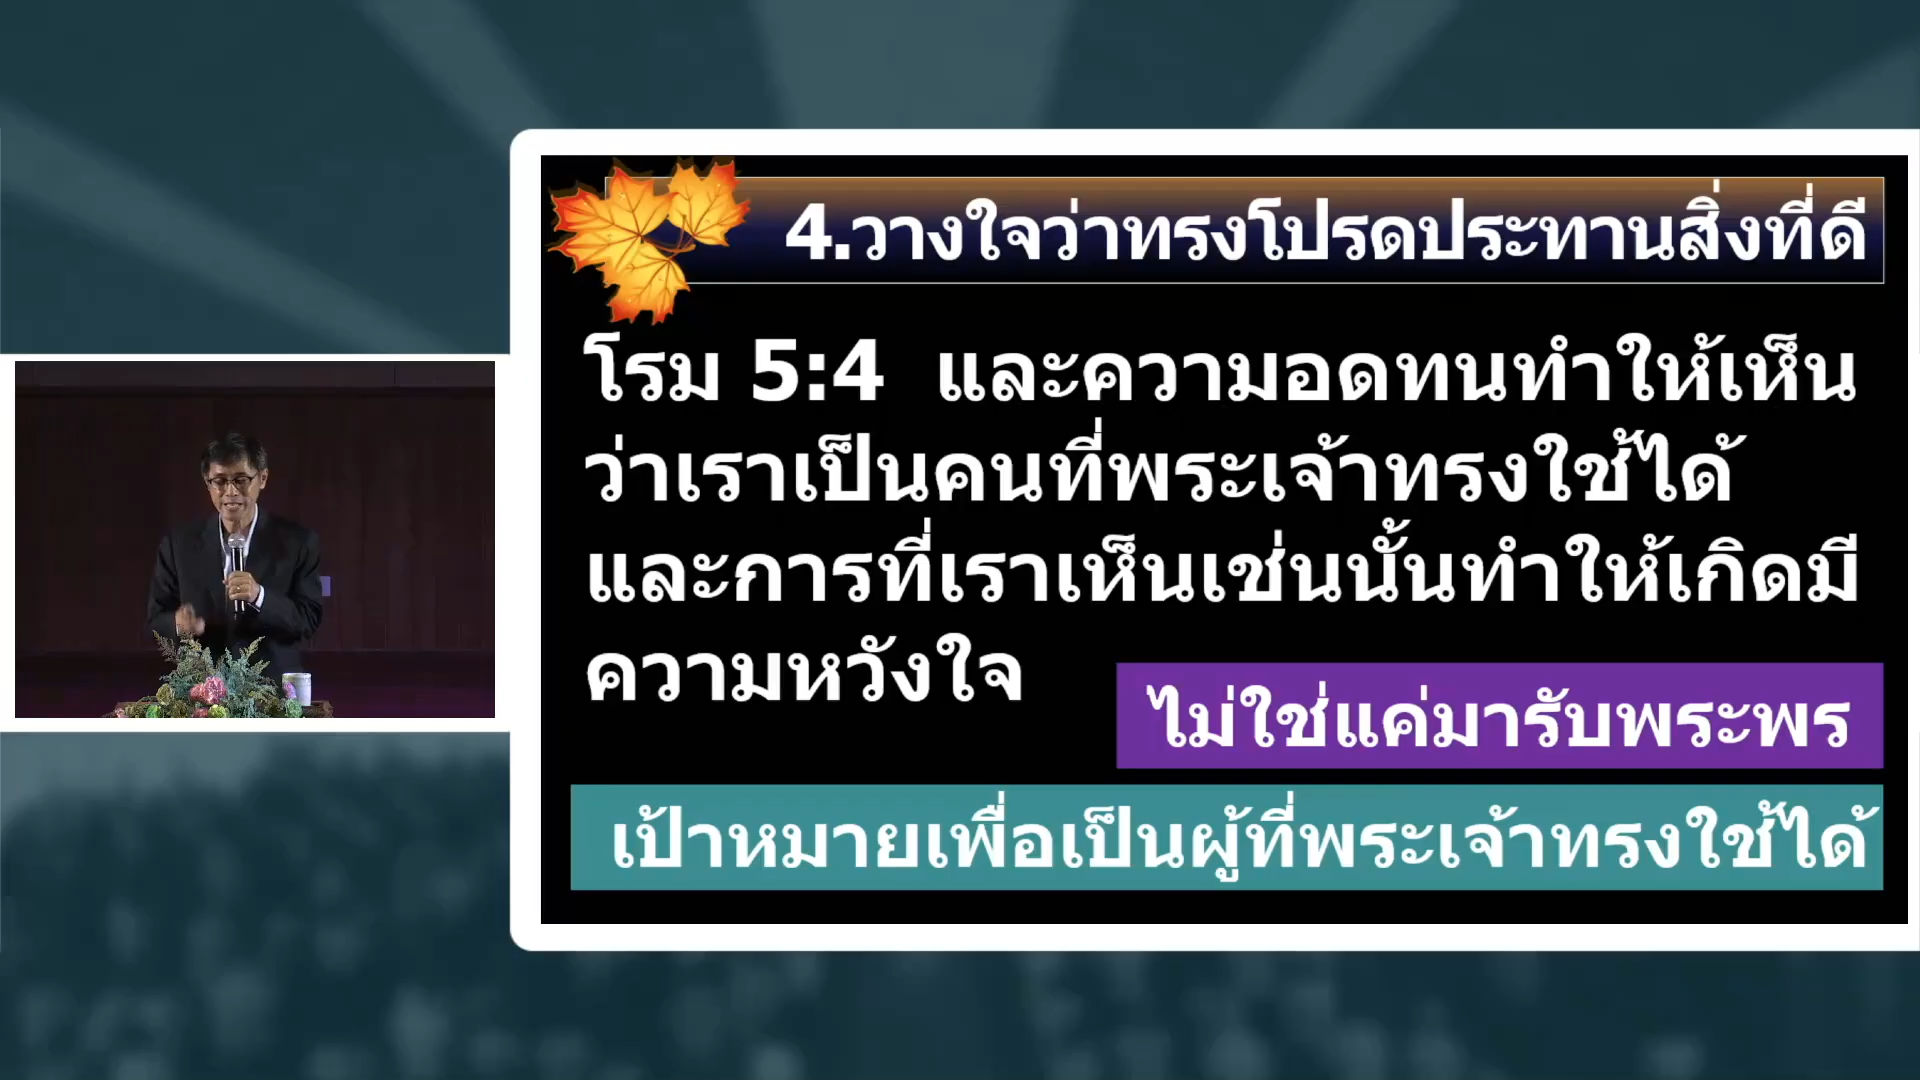 4.วางใจว่าทรงโปรดประทานสิ่งที่ดี
โรม 5:4 และความอดทนทำให้เห็น
ว่าเราเป็นคนที่พระเจ้าทรงใช้ได้
และการที่เราเห็นเช่นนั้นทำให้เกิดมี
ความหวังใจ
ไม่ใช่แค่มารับพระพร
เป้าหมายเพื่อเป็นผู้ที่พระเจ้าทรงใช้ได้